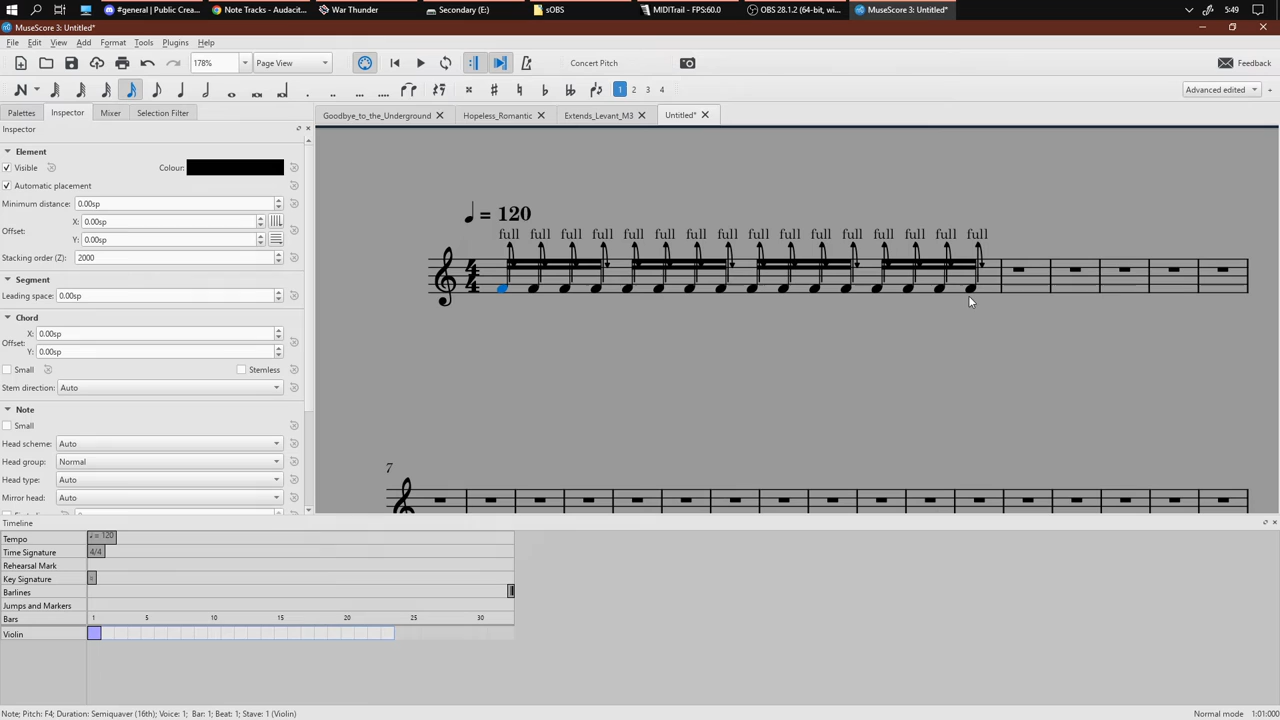 #general | Public Crea...
Note Tracks - Audacit...
War Thunder
Secondary (E:)
sOBS
MIDITrail - FPS:60.0
OBS 28.1.2 (64-bit, wi...
MuseScore 3: Untitled*
5:49
MuseScore 3: Untitled*
File Edit View Add Format Tools Plugins Help
178%
Page View
Concert Pitch
Feedback
N
1 2 3 4
Advanced edited
Palettes Inspector Mixer Selection Filter
Goodbye_to_the_Underground Hopeless_Romantic Extends_Levant_M3 Untitled*
Inspector
Element
Visible
Colour:
Automatic placement
Minimum distance: 0.00sp
Offset:
X: 0.00sp
Y: 0.00sp
Stacking order (Z): 2000
Segment
Leading space: 0.00sp
Chord
Offset:
X: 0.00sp
Y: 0.00sp
Small
Stemless
Stem direction: Auto
Note
Small
Head scheme: Auto
Head group: Normal
Head type: Auto
Mirror head: Auto
= 120
full full full full full full full full full full full full full full full full
4
4
7
Timeline
Tempo
= 120
Time Signature
4/4
Rehearsal Mark
Key Signature
Barlines
Jumps and Markers
Bars 1 5 10 15 20 25 30
Violin
Note; Pitch: F4; Duration: Semiquaver (16th); Voice: 1; Bar: 1; Beat: 1; Stave: 1 (Violin)
Normal mode
1:01:000